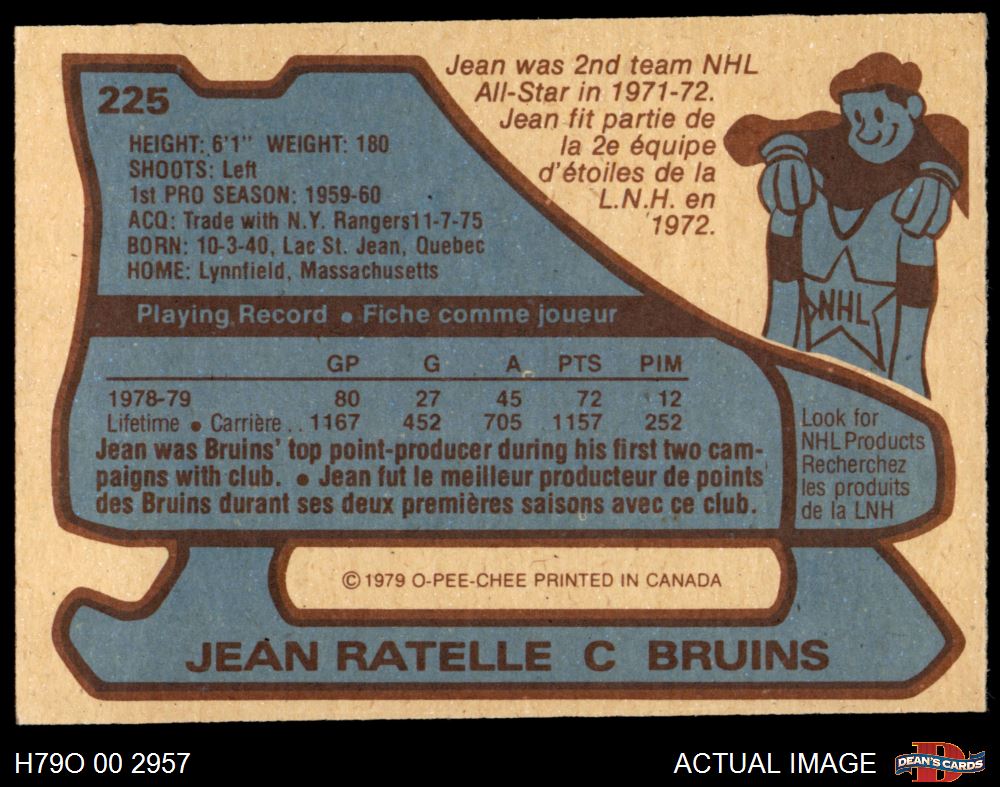 225
HEIGHT: 6'1" WEIGHT: 180
SHOOTS: Left
1st PRO SEASON: 1959-60
ACQ: Trade with N.Y. Rangers11-7-75
BORN: 10-3-40, Lac St. Jean, Quebec
HOME: Lynnfield, Massachusetts
Jean was 2nd team NHL
All-Star in 1971-72.
Jean fit partie de
la 2e équipe
d'étoiles de la
L.N.H. en
1972.
NHL
Playing Record • Fiche comme joueur
GP G A PTS PIM
1978-79 80 27 45 72 12
Lifetime • Carrière . . 1167 452 705 1157 252
Jean was Bruins' top point-producer during his first two cam-
paigns with club. • Jean fut le meilleur producteur de points
des Bruins durant ses deux premières saisons avec ce club.
Look for
NHL Products
Recherchez
les produits
de la LNH
© 1979 O-PEE-CHEE PRINTED IN CANADA
JEAN RATELLE C BRUINS
H79O 00 2957
ACTUAL IMAGE
DEAN'S CARDS